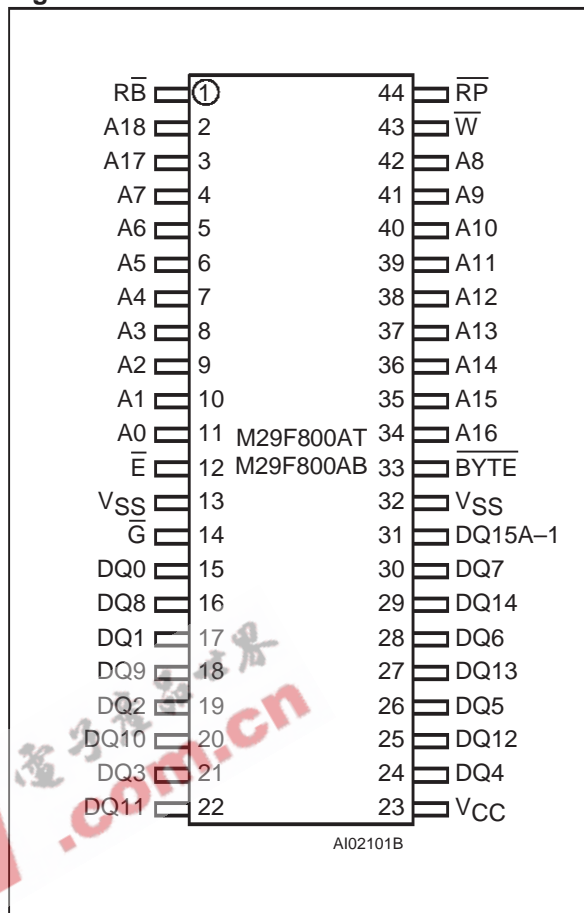 RB̅ 1 44 R̅P̅
A18 2 43 W̅
A17 3 42 A8
A7 4 41 A9
A6 5 40 A10
A5 6 39 A11
A4 7 38 A12
A3 8 37 A13
A2 9 36 A14
A1 10 35 A15
A0 11 M29F800AT 34 A16
E̅ 12 M29F800AB 33 B̅Y̅T̅E̅
VSS 13 32 VSS
G̅ 14 31 DQ15A–1
DQ0 15 30 DQ7
DQ8 16 29 DQ14
DQ1 17 28 DQ6
DQ9 18 27 DQ13
DQ2 19 26 DQ5
DQ10 20 25 DQ12
DQ3 21 24 DQ4
DQ11 22 23 VCC
AI02101B
.com.cn